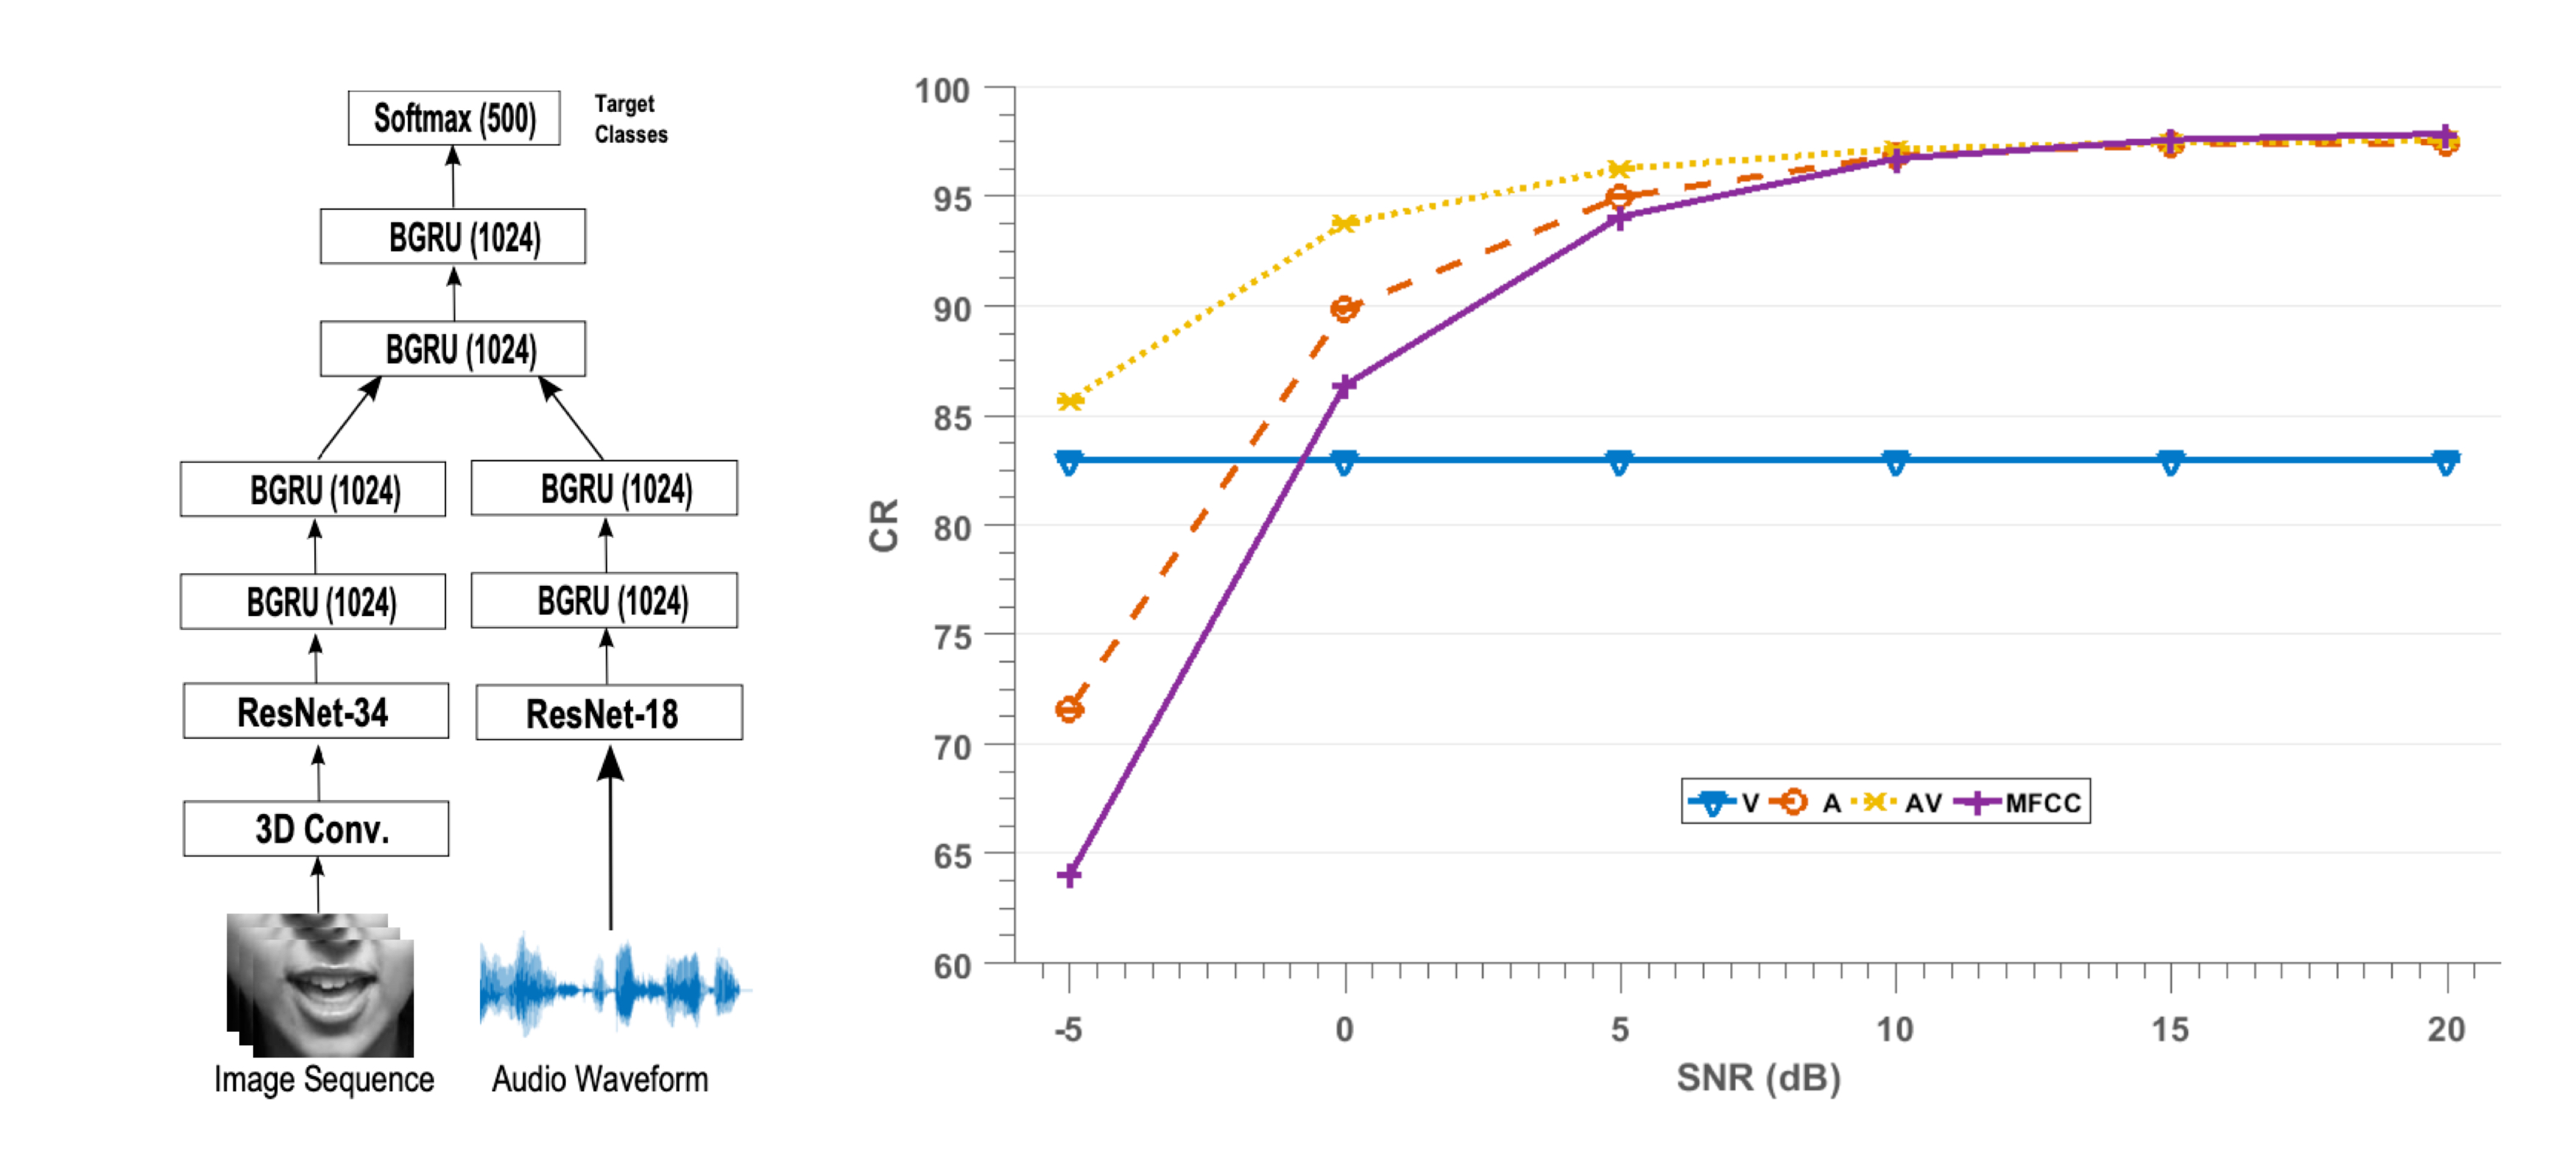 Softmax (500)
Target
Classes
BGRU (1024)
BGRU (1024)
BGRU (1024)
BGRU (1024)
BGRU (1024)
BGRU (1024)
ResNet-34
ResNet-18
3D Conv.
Image Sequence
Audio Waveform
100
95
90
85
80
75
70
65
60
CR
V A AV MFCC
-5 0 5 10 15 20
SNR (dB)